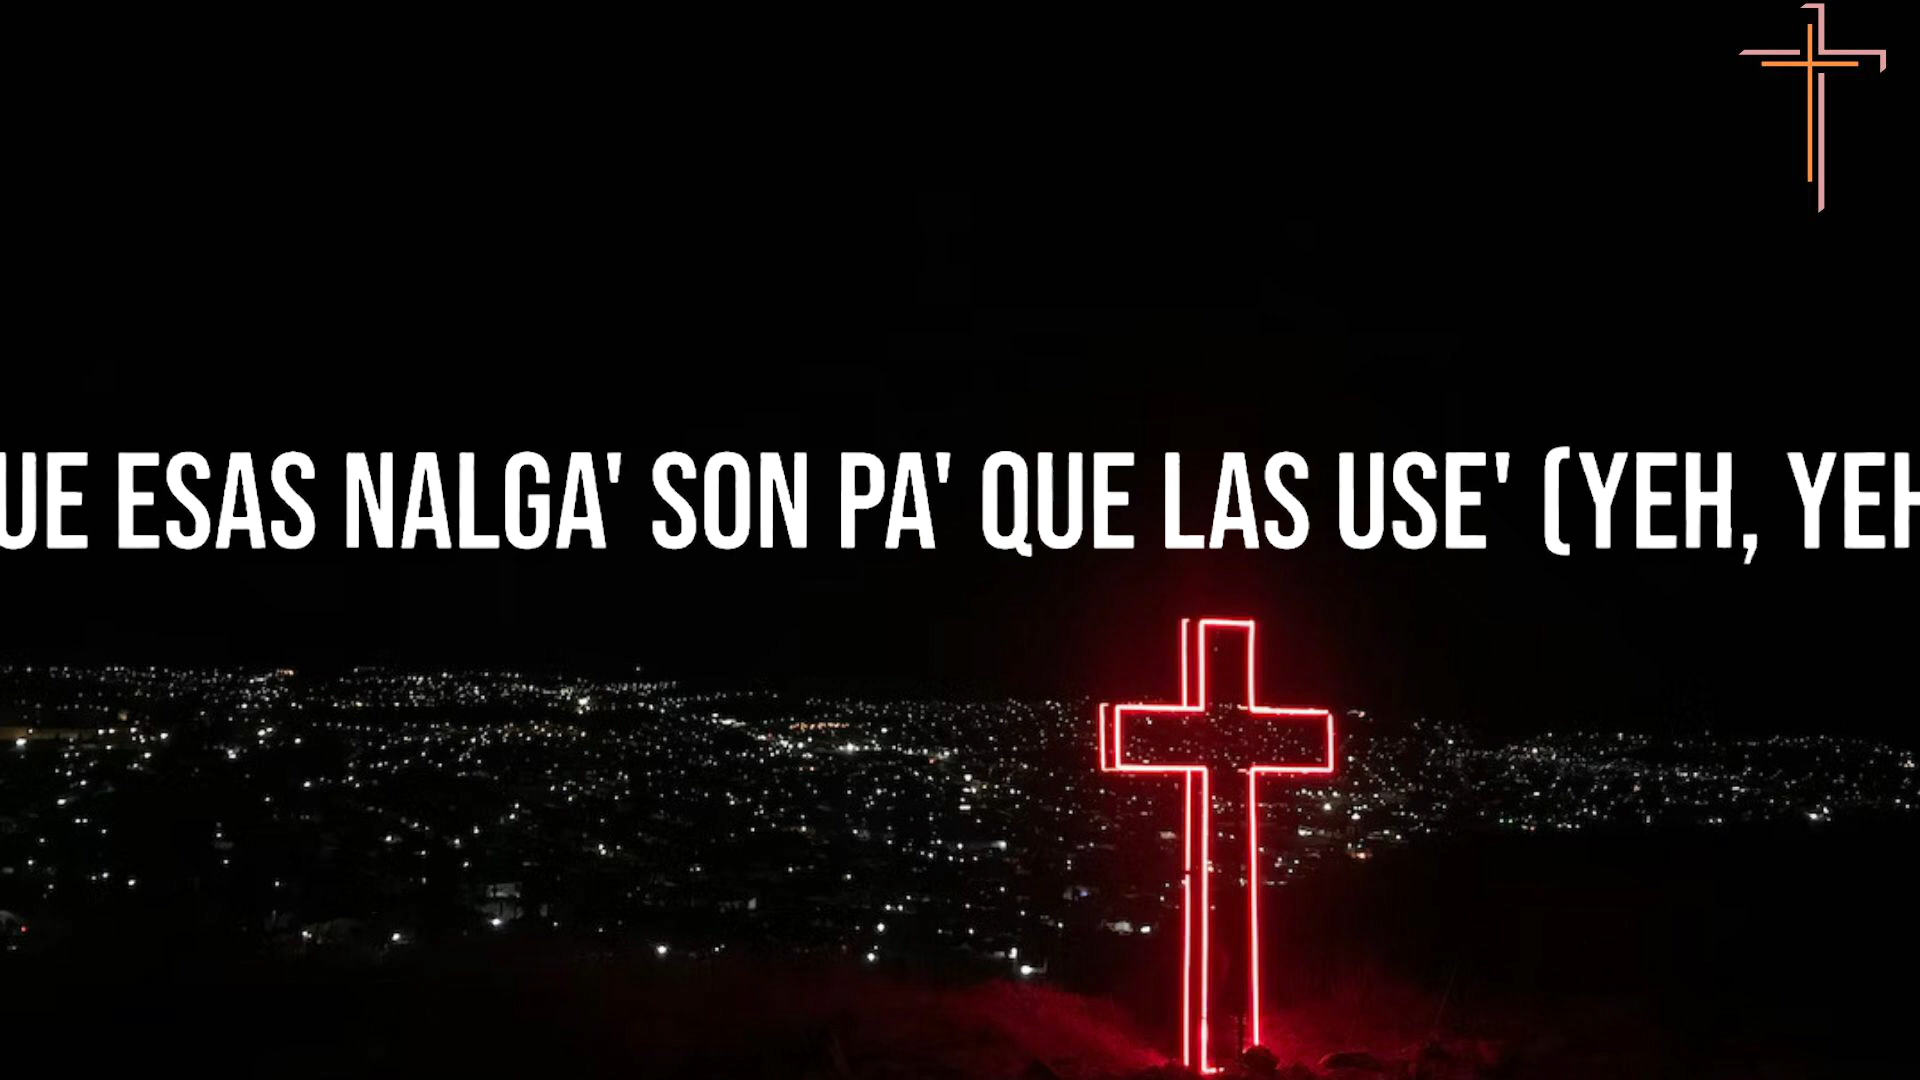 UE ESAS NALGA' SON PA' QUE LAS USE' (YEH, YEH